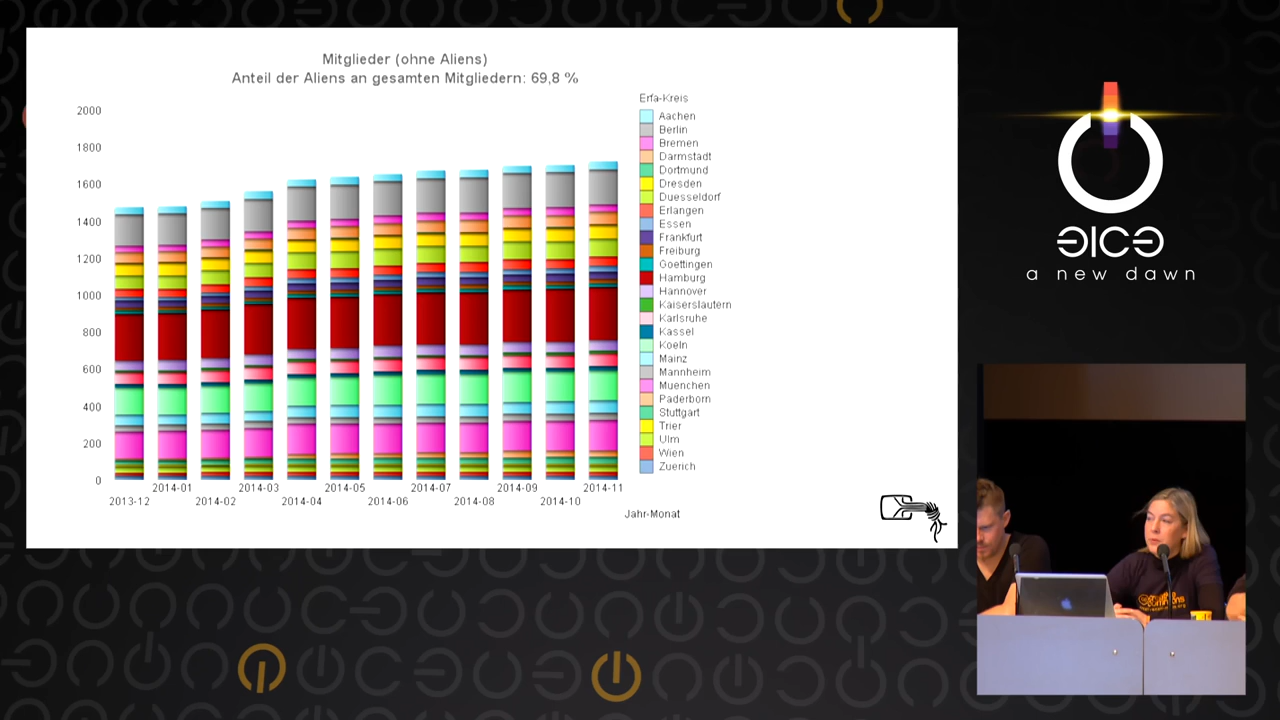 Mitglieder (ohne Aliens)
Anteil der Aliens an gesamten Mitgliedern: 69,8 %
Erfa-Kreis
Aachen
Berlin
Bremen
Darmstadt
Dortmund
Dresden
Duesseldorf
Erlangen
Essen
Frankfurt
Freiburg
Goettingen
Hamburg
Hannover
Kaiserslautern
Karlsruhe
Kassel
Koeln
Mainz
Mannheim
Muenchen
Paderborn
Stuttgart
Trier
Ulm
Wien
Zuerich
2000
1800
1600
1400
1200
1000
800
600
400
200
0
2013-12
2014-01
2014-02
2014-03
2014-04
2014-05
2014-06
2014-07
2014-08
2014-09
2014-10
2014-11
Jahr-Monat
a new dawn